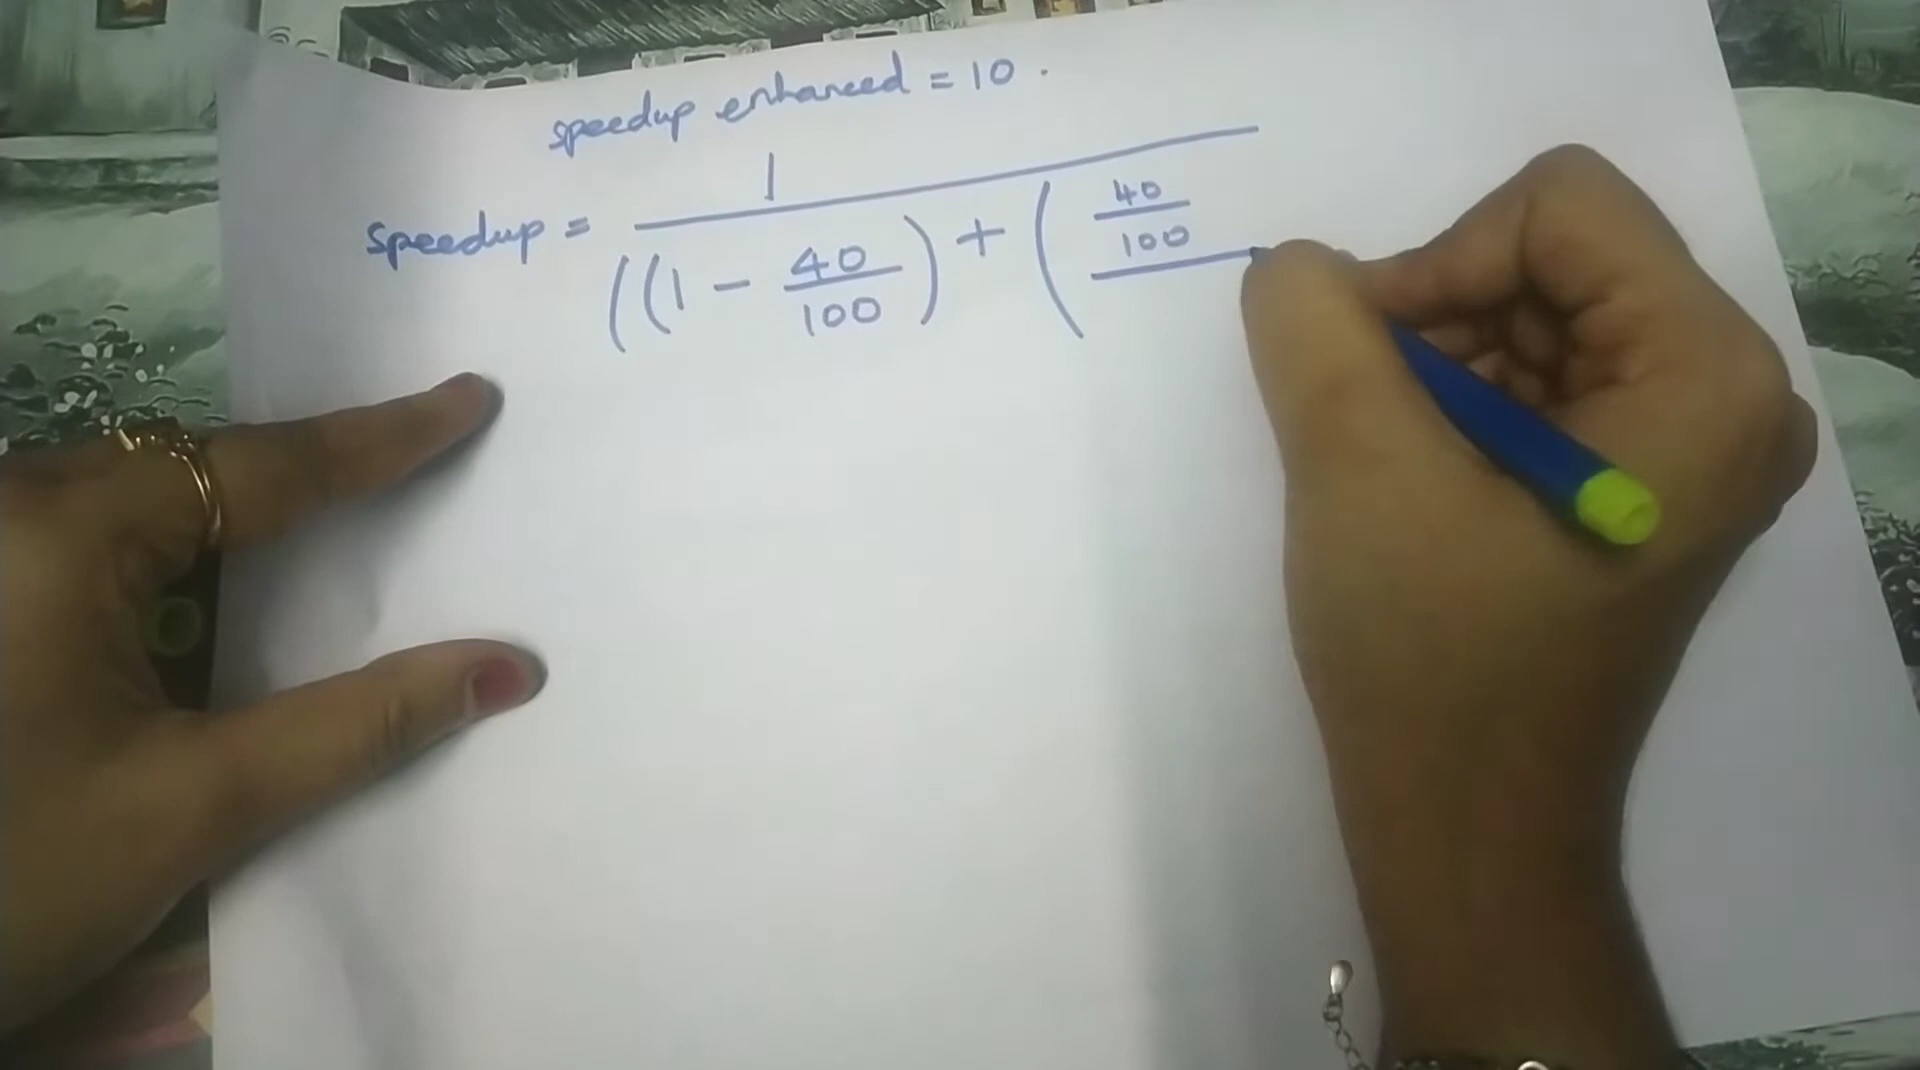 speedup enhanced = 10.
speedup = 1 / ((1 - 40/100) + (40/100 /